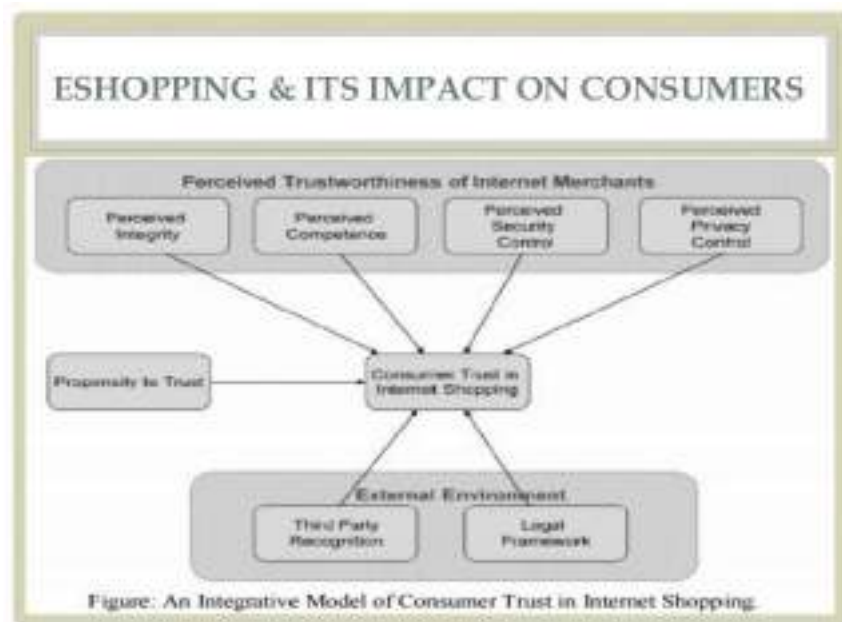 ESHOPPING & ITS IMPACT ON CONSUMERS
Perceived Trustworthiness of Internet Merchants
Perceived
Integrity
Perceived
Competence
Perceived
Security
Control
Perceived
Privacy
Control
Propensity to Trust
Consumer Trust in
Internet Shopping
External Environment
Third Party
Recognition
Legal
Framework
Figure: An Integrative Model of Consumer Trust in Internet Shopping.